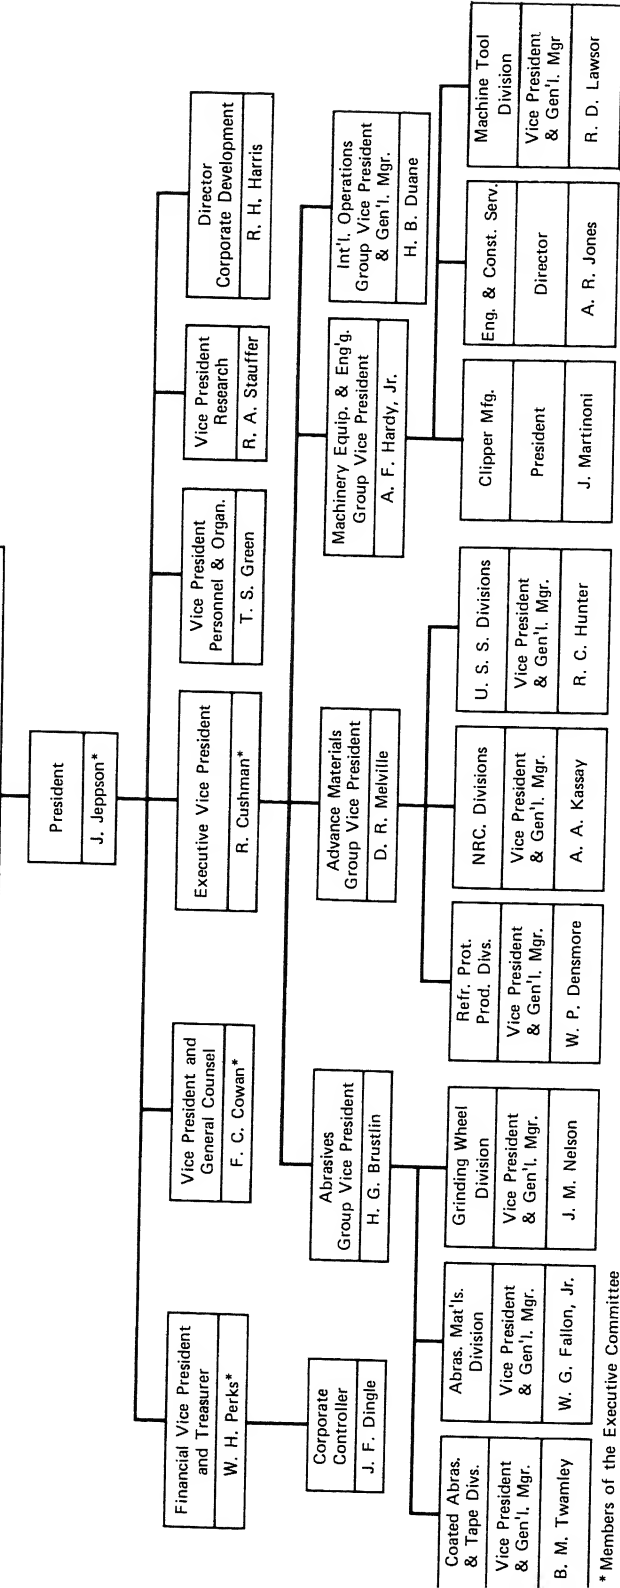 President
J. Jeppson*
Financial Vice President
and Treasurer
W. H. Perks*
Vice President and
General Counsel
F. C. Cowan*
Executive Vice President
R. Cushman*
Vice President
Personnel & Organ.
T. S. Green
Vice President
Research
R. A. Stauffer
Director
Corporate Development
R. H. Harris
Corporate
Controller
J. F. Dingle
Abrasives
Group Vice President
H. G. Brustlin
Advance Materials
Group Vice President
D. R. Melville
Machinery Equip. & Eng'g.
Group Vice President
A. F. Hardy, Jr.
Int'l. Operations
Group Vice President
& Gen'l. Mgr.
H. B. Duane
Coated Abras.
& Tape Divs.
Vice President
& Gen'l. Mgr.
B. M. Twamley
Abras. Mat'ls.
Division
Vice President
& Gen'l. Mgr.
W. G. Fallon, Jr.
Grinding Wheel
Division
Vice President
& Gen'l. Mgr.
J. M. Nelson
Refr. Prot.
Prod. Divs.
Vice President
& Gen'l. Mgr.
W. P. Densmore
NRC. Divisions
Vice President
& Gen'l. Mgr.
A. A. Kassay
U. S. S. Divisions
Vice President
& Gen'l. Mgr.
R. C. Hunter
Clipper Mfg.
President
J. Martinoni
Eng. & Const. Serv.
Director
A. R. Jones
Machine Tool
Division
Vice President
& Gen'l. Mgr
R. D. Lawsor
*Members of the Executive Committee